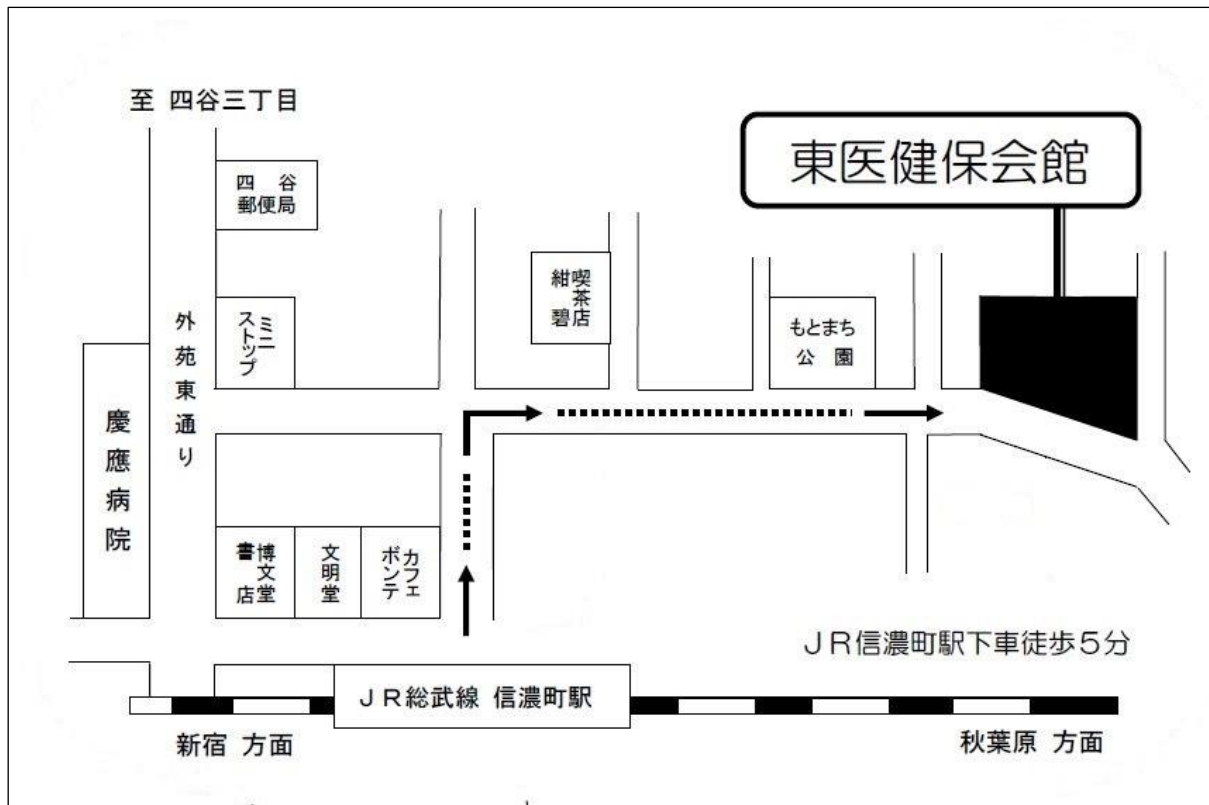 至 四谷三丁目
東医健保会館
四 谷
郵便局
喫茶店
紺 碧
ミニ
ストップ
もとまち
公 園
外苑東通り
慶應病院
博文堂
書 店
文明堂
カフェ
ボンテ
JR信濃町駅下車徒歩5分
JR総武線 信濃町駅
新宿 方面
秋葉原 方面